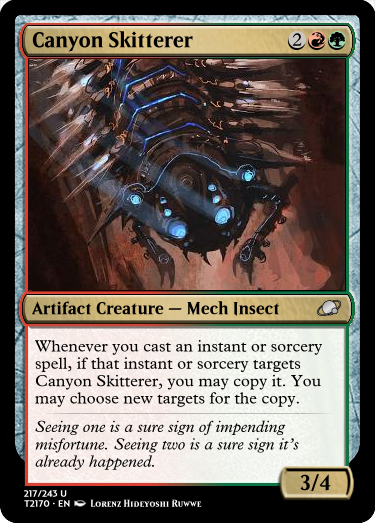 Canyon Skitterer 2
Artifact Creature — Mech Insect
Whenever you cast an instant or sorcery
spell, if that instant or sorcery targets
Canyon Skitterer, you may copy it. You
may choose new targets for the copy.
Seeing one is a sure sign of impending
misfortune. Seeing two is a sure sign it's
already happened.
3/4
217/243 U
T2170 · EN Lorenz Hideyoshi Ruwwe